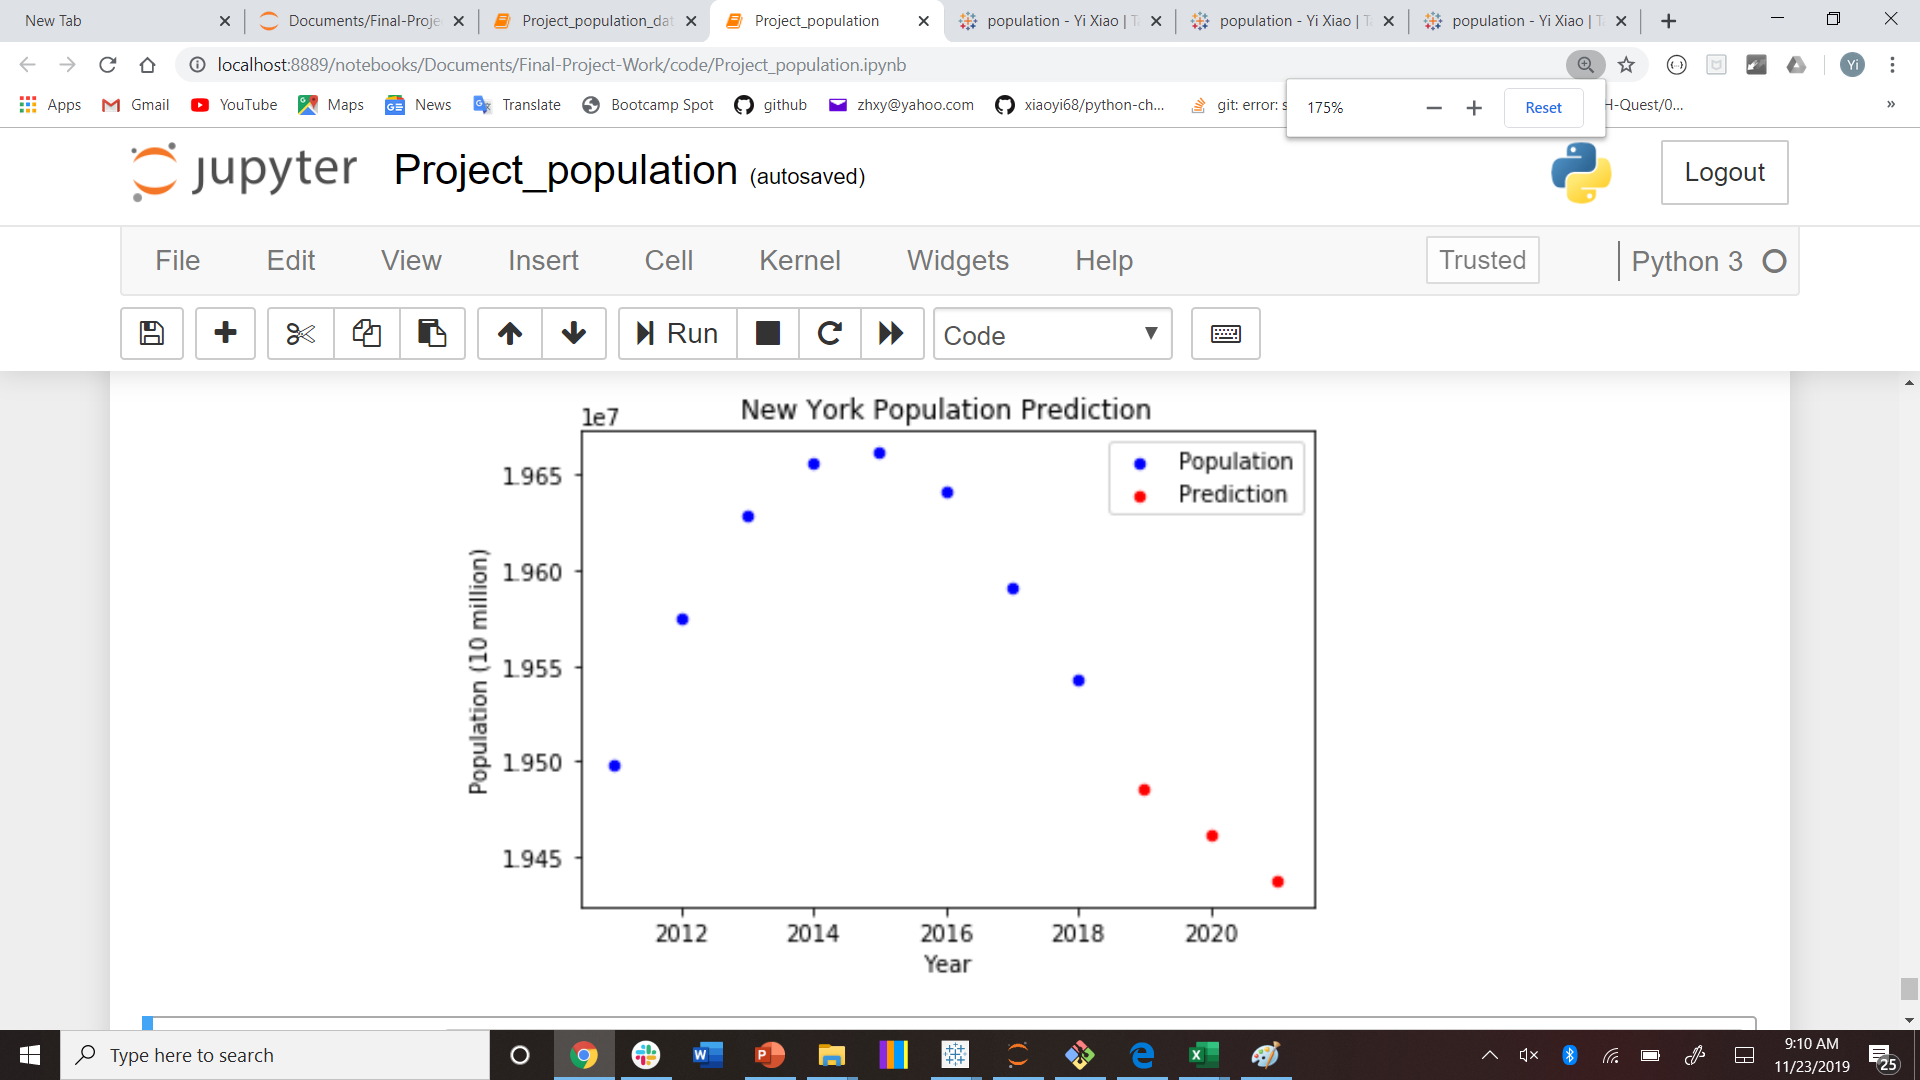 New Tab
Documents/Final-Proje
Project_population_dat
Project_population
population - Yi Xiao | T
population - Yi Xiao | T
population - Yi Xiao | T
localhost:8889/notebooks/Documents/Final-Project-Work/code/Project_population.ipynb
Yi
Apps
Gmail
YouTube
Maps
News
Translate
Bootcamp Spot
github
zhxy@yahoo.com
xiaoyi68/python-ch...
git: error: s
H-Quest/0...
»
175%
Reset
jupyter
Project_population (autosaved)
Logout
File Edit View Insert Cell Kernel Widgets Help
Trusted
Python 3
Run
Code
New York Population Prediction
1e7
Population
Prediction
1.965
1.960
1.955
1.950
1.945
Population (10 million)
2012 2014 2016 2018 2020
Year
Type here to search
9:10 AM
11/23/2019
25